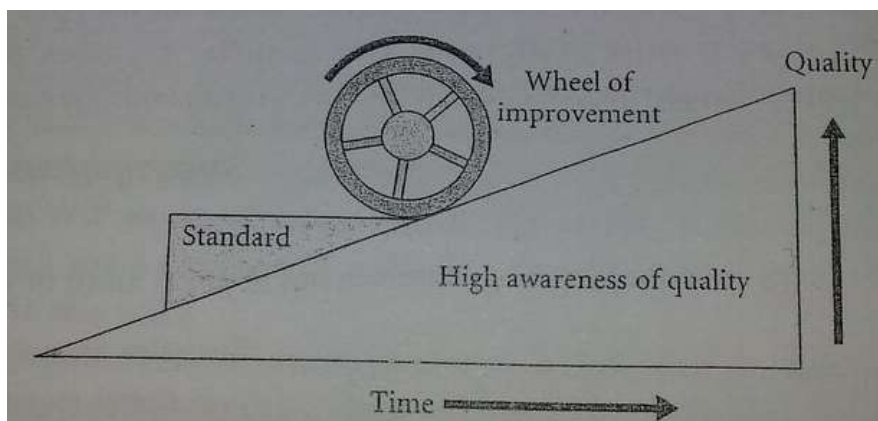 Quality
Wheel of
improvement
Standard
High awareness of quality
Time